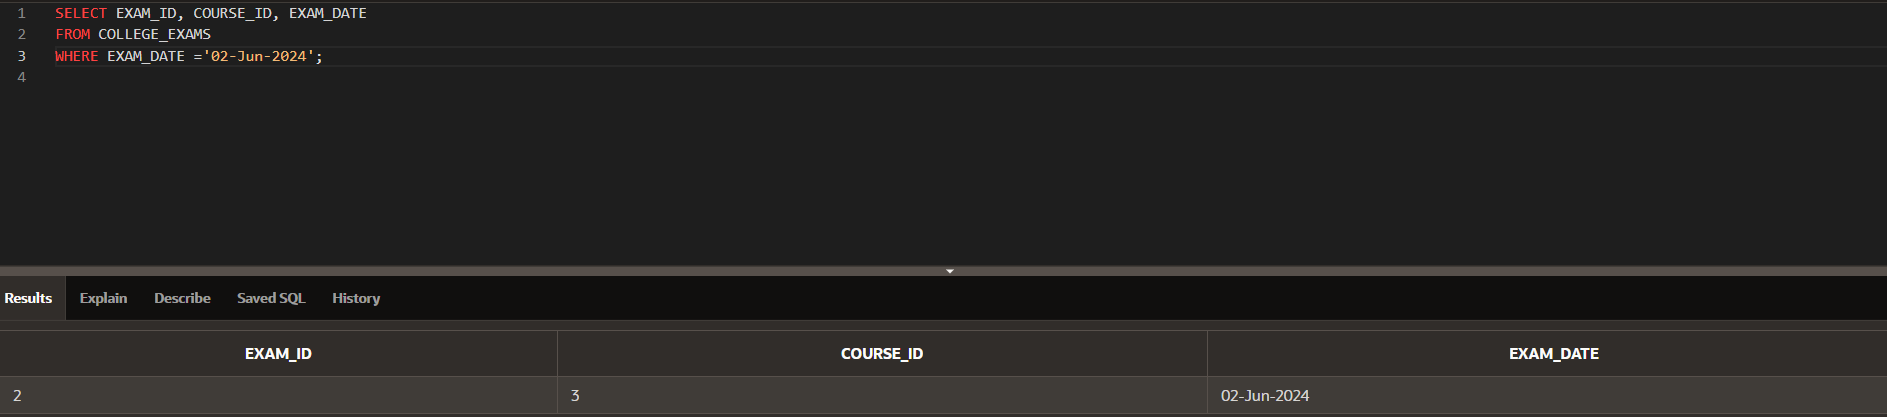 1 SELECT EXAM_ID, COURSE_ID, EXAM_DATE
2 FROM COLLEGE_EXAMS
3 WHERE EXAM_DATE ='02-Jun-2024';
4
Results Explain Describe Saved SQL History
EXAM_ID COURSE_ID EXAM_DATE
2 3 02-Jun-2024